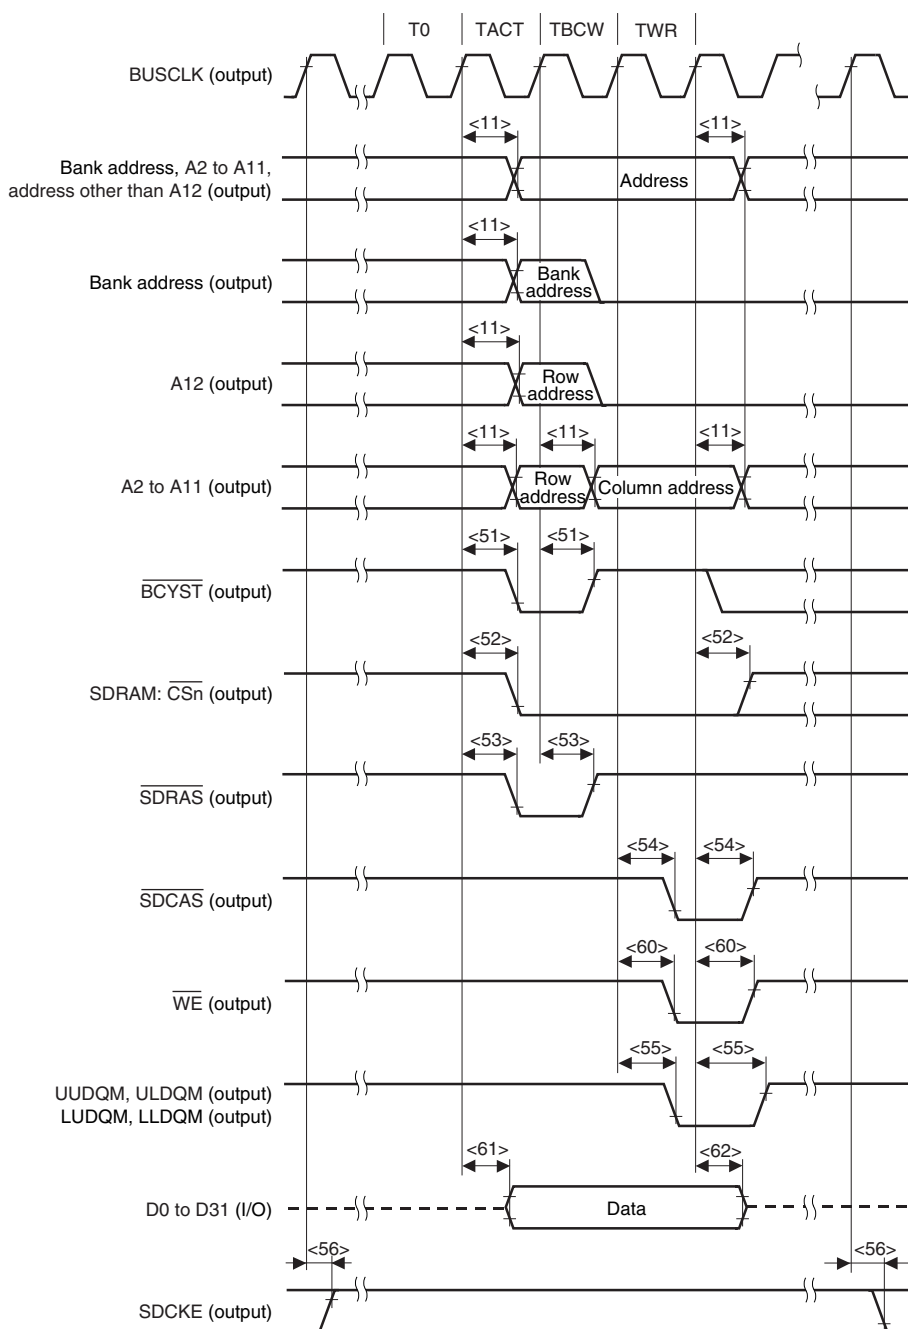 T0 TACT TBCW TWR
BUSCLK (output)
<11> <11>
Bank address, A2 to A11,
address other than A12 (output)
Address
<11>
Bank address (output)
Bank
address
<11>
A12 (output)
Row
address
<11> <11> <11>
A2 to A11 (output)
Row
address
Column address
<51> <51>
BCYST (output)
<52> <52>
SDRAM: CSn (output)
<53> <53>
SDRAS (output)
<54> <54>
SDCAS (output)
<60> <60>
WE (output)
<55> <55>
UUDQM, ULDQM (output)
LUDQM, LLDQM (output)
<61> <62>
D0 to D31 (I/O)
Data
<56> <56>
SDCKE (output)